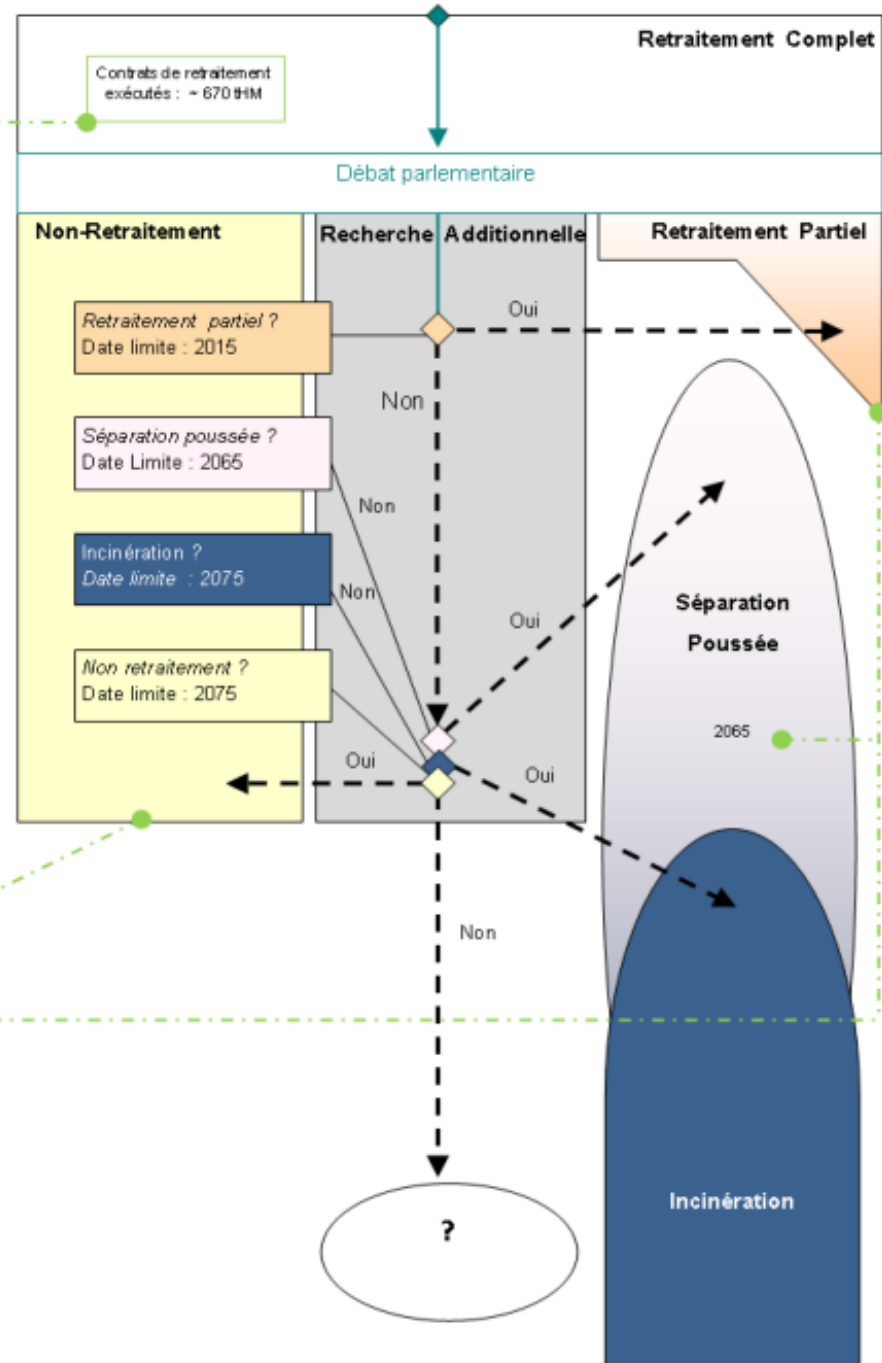 Retraitement Complet
Contrats de retraitement
exécutés : ~ 670 tHM
Débat parlementaire
Non-Retraitement
Recherche Additionnelle
Retraitement Partiel
Retraitement partiel ?
Date limite : 2015
Oui
Non
Séparation poussée ?
Date Limite : 2065
Non
Incinération ?
Date limite : 2075
Non
Oui
Séparation
Poussée
Non retraitement ?
Date limite : 2075
2065
Oui
Oui
Non
Incinération
?